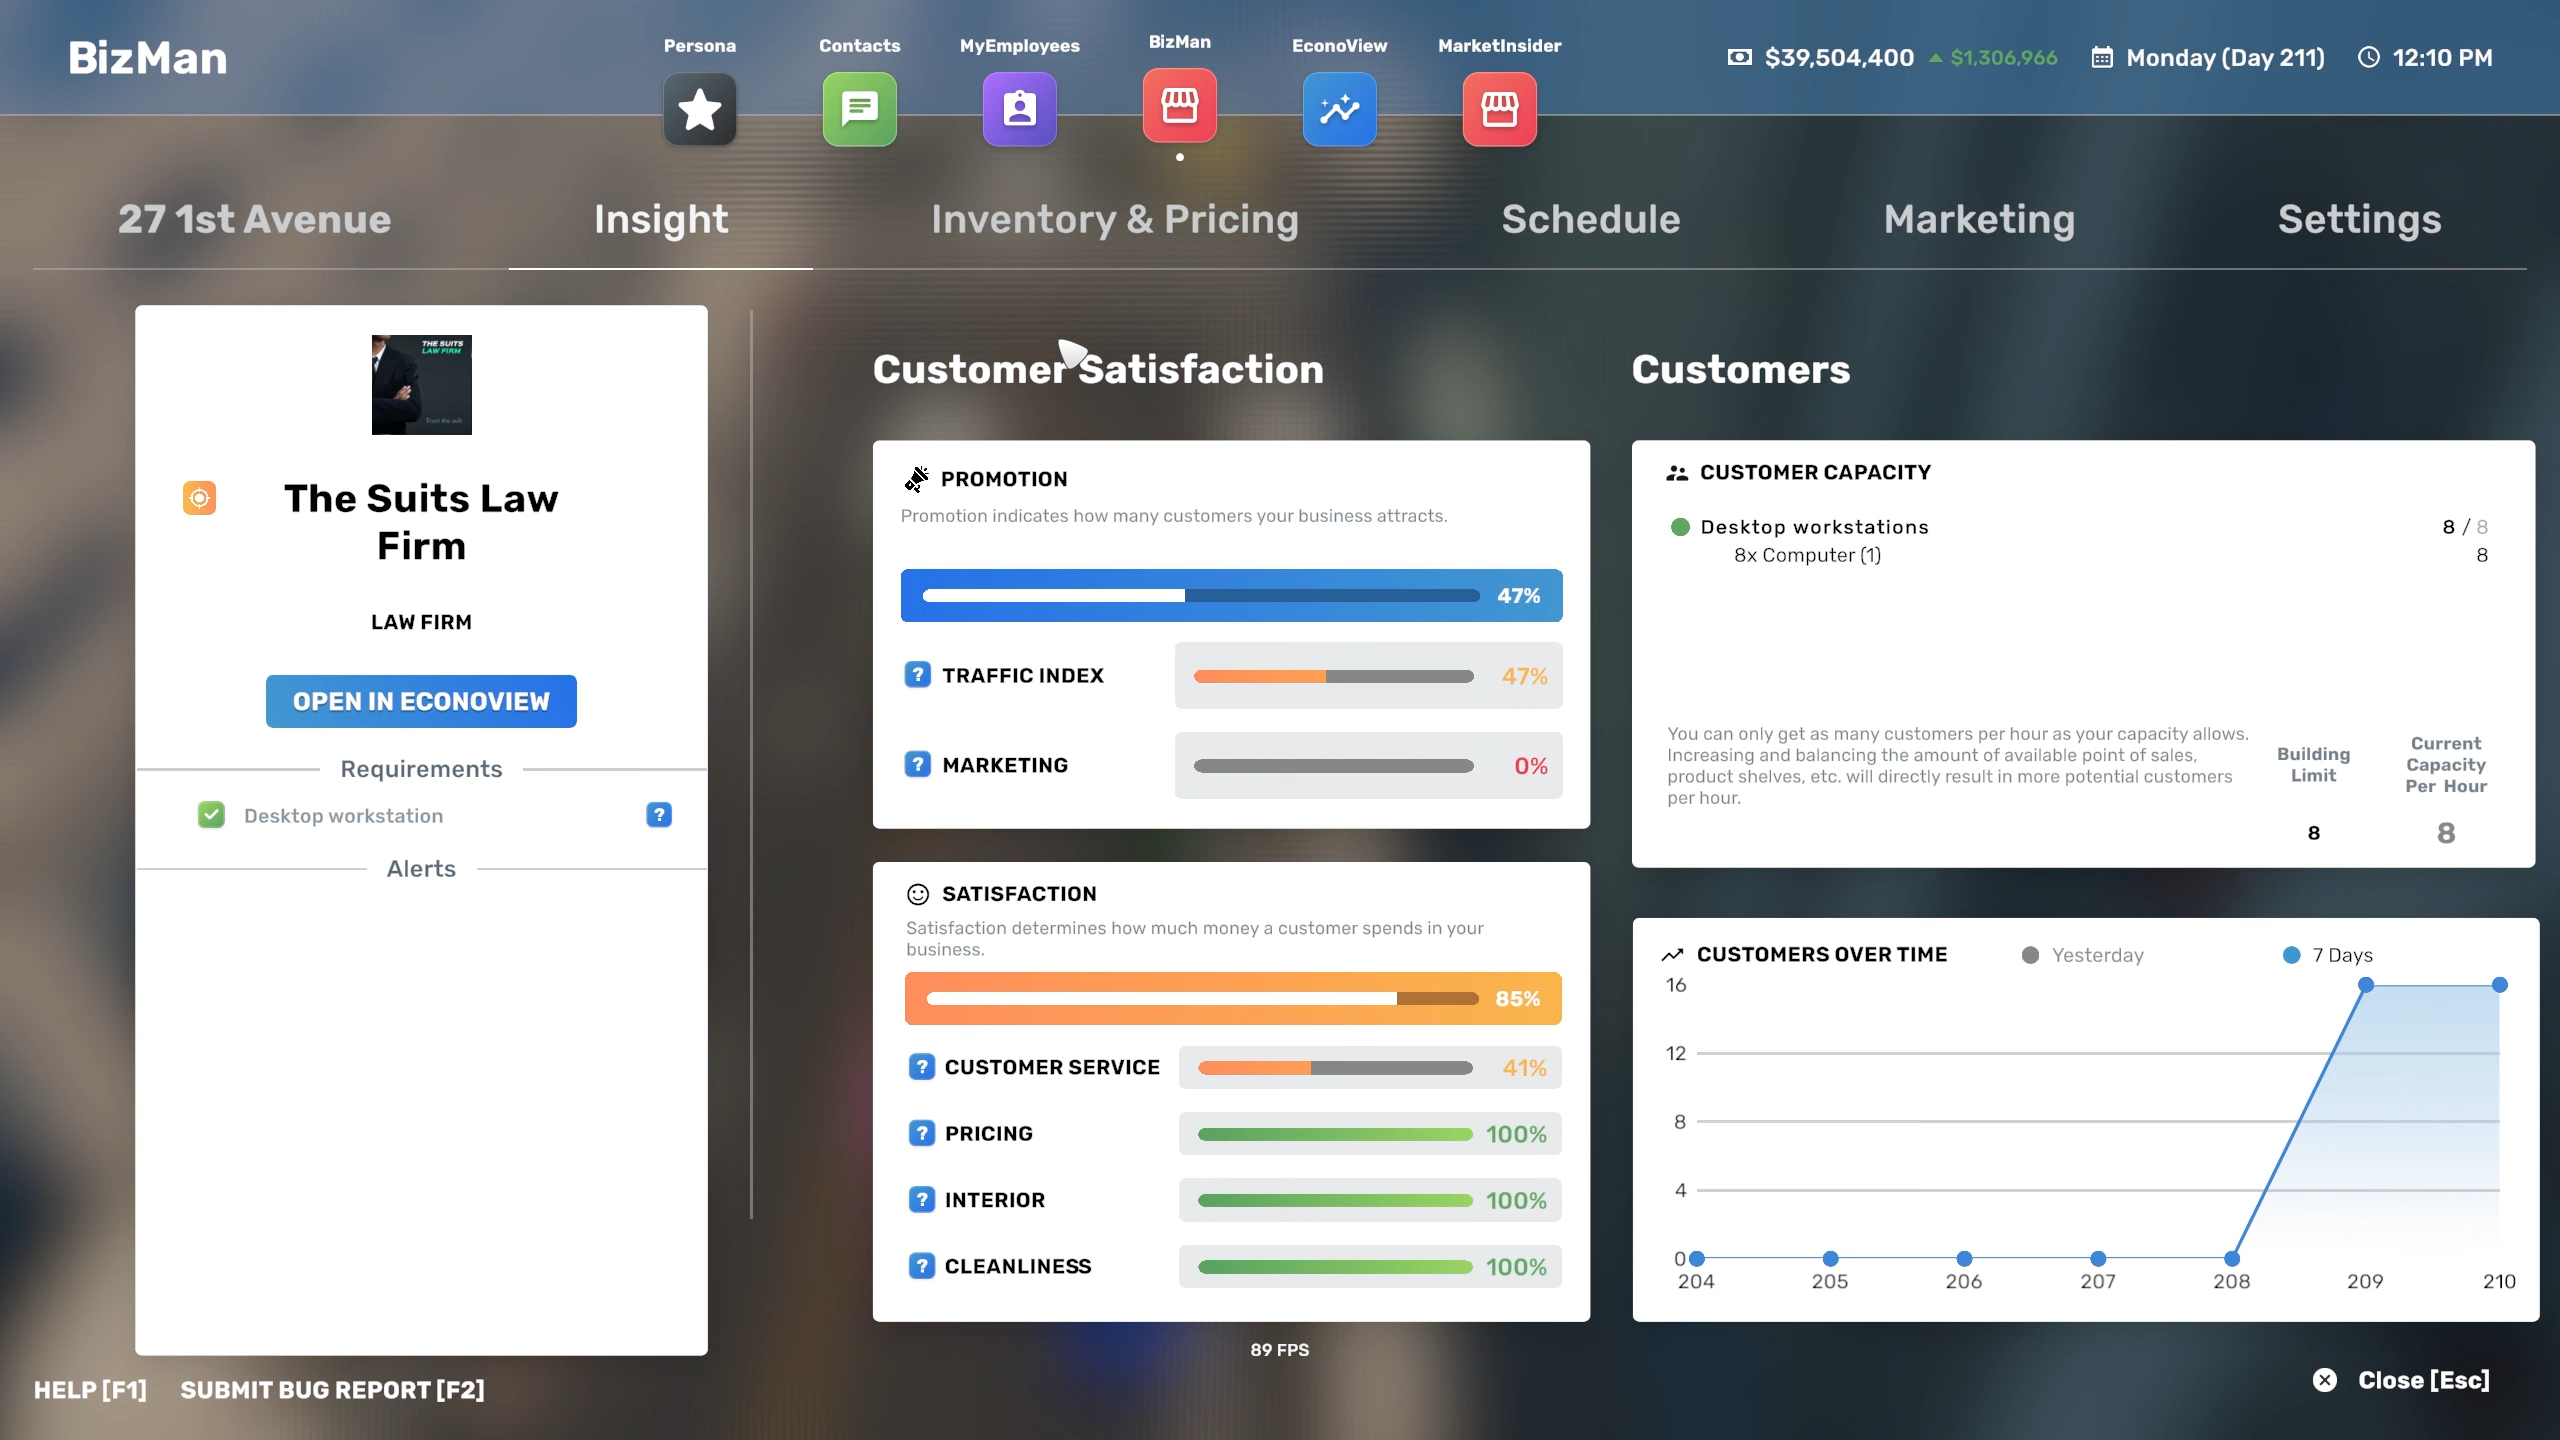 BizMan
Persona
Contacts
MyEmployees
BizMan
EconoView
MarketInsider
$39,504,400
$1,306,966
Monday (Day 211)
12:10 PM
27 1st Avenue
Insight
Inventory & Pricing
Schedule
Marketing
Settings
THE SUITS
LAW FIRM
Trust the suit
The Suits Law
Firm
LAW FIRM
OPEN IN ECONOVIEW
Requirements
Desktop workstation
?
Alerts
Customer Satisfaction
PROMOTION
Promotion indicates how many customers your business attracts.
47%
? TRAFFIC INDEX 47%
? MARKETING 0%
SATISFACTION
Satisfaction determines how much money a customer spends in your
business.
85%
? CUSTOMER SERVICE 41%
? PRICING 100%
? INTERIOR 100%
? CLEANLINESS 100%
Customers
CUSTOMER CAPACITY
Desktop workstations 8 / 8
8x Computer (1) 8
You can only get as many customers per hour as your capacity allows.
Increasing and balancing the amount of available point of sales,
product shelves, etc. will directly result in more potential customers
per hour.
Building
Limit
8
Current
Capacity
Per Hour
8
CUSTOMERS OVER TIME
Yesterday
7 Days
16
12
8
4
0
204 205 206 207 208 209 210
89 FPS
HELP [F1]
SUBMIT BUG REPORT [F2]
Close [Esc]